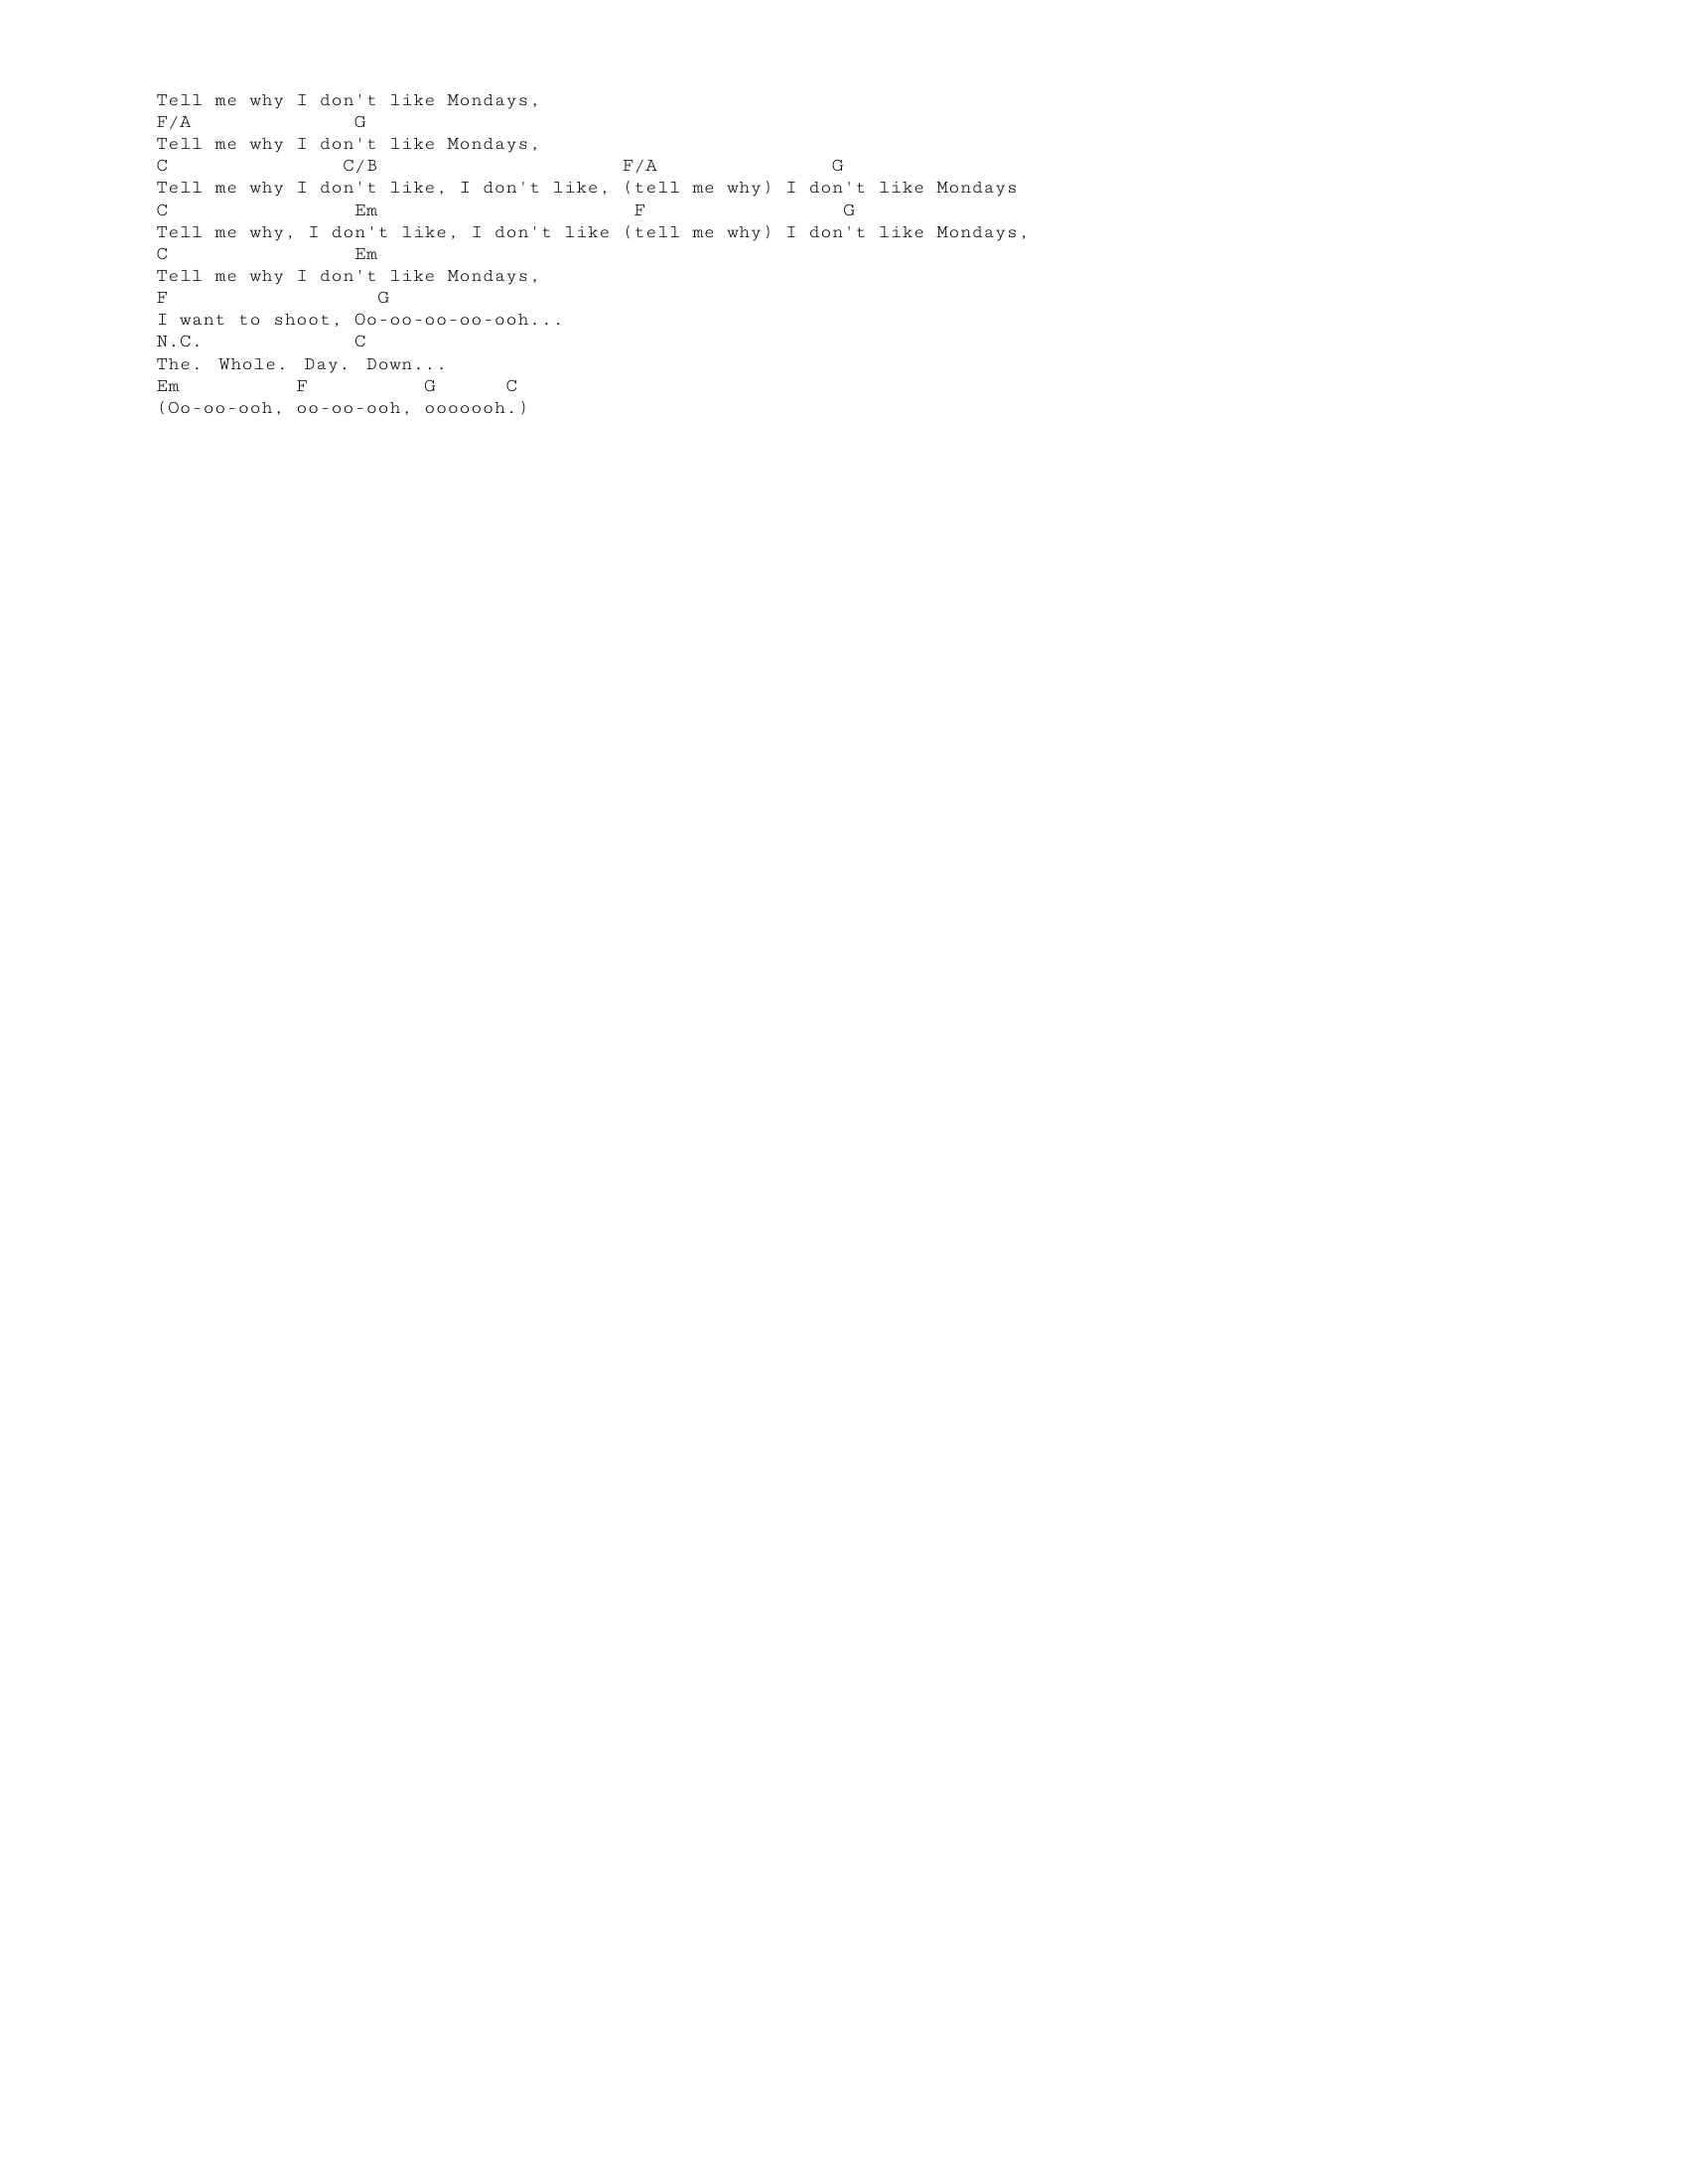 Tell me why I don't like Mondays,
F/A              G
Tell me why I don't like Mondays,
C               C/B                     F/A               G
Tell me why I don't like, I don't like, (tell me why) I don't like Mondays
C                Em                      F                 G
Tell me why, I don't like, I don't like (tell me why) I don't like Mondays,
C                Em
Tell me why I don't like Mondays,
F                  G
I want to shoot, Oo-oo-oo-oo-ooh...
N.C.             C
The. Whole. Day. Down...
Em          F          G      C
(Oo-oo-ooh, oo-oo-ooh, ooooooh.)